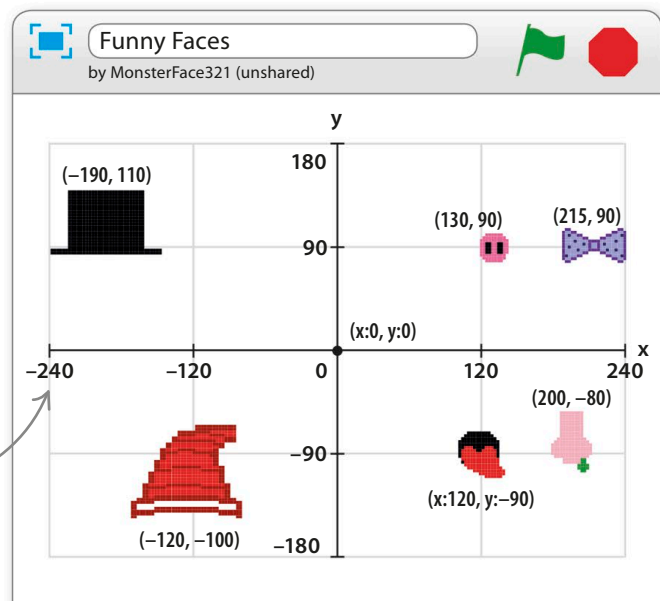 Funny Faces
by MonsterFace321 (unshared)
y
180
(−190, 110)
(130, 90)
(215, 90)
90
(x:0, y:0)
x
−240
−120
0
120
240
(200, −80)
−90
(x:120, y:−90)
(−120, −100)
−180